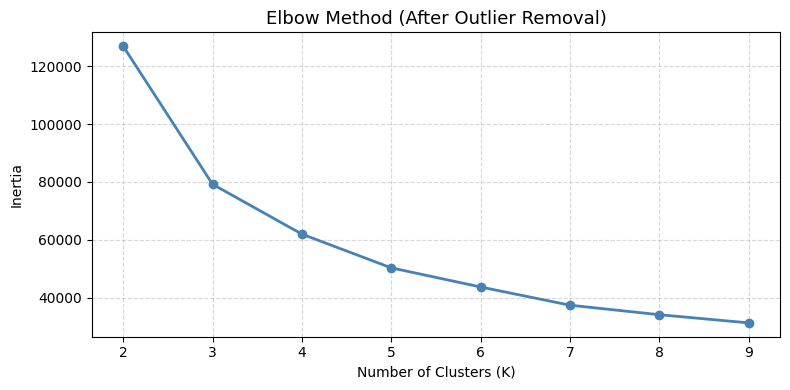 Elbow Method (After Outlier Removal)
120000
100000
80000
60000
40000
Inertia
2 3 4 5 6 7 8 9
Number of Clusters (K)